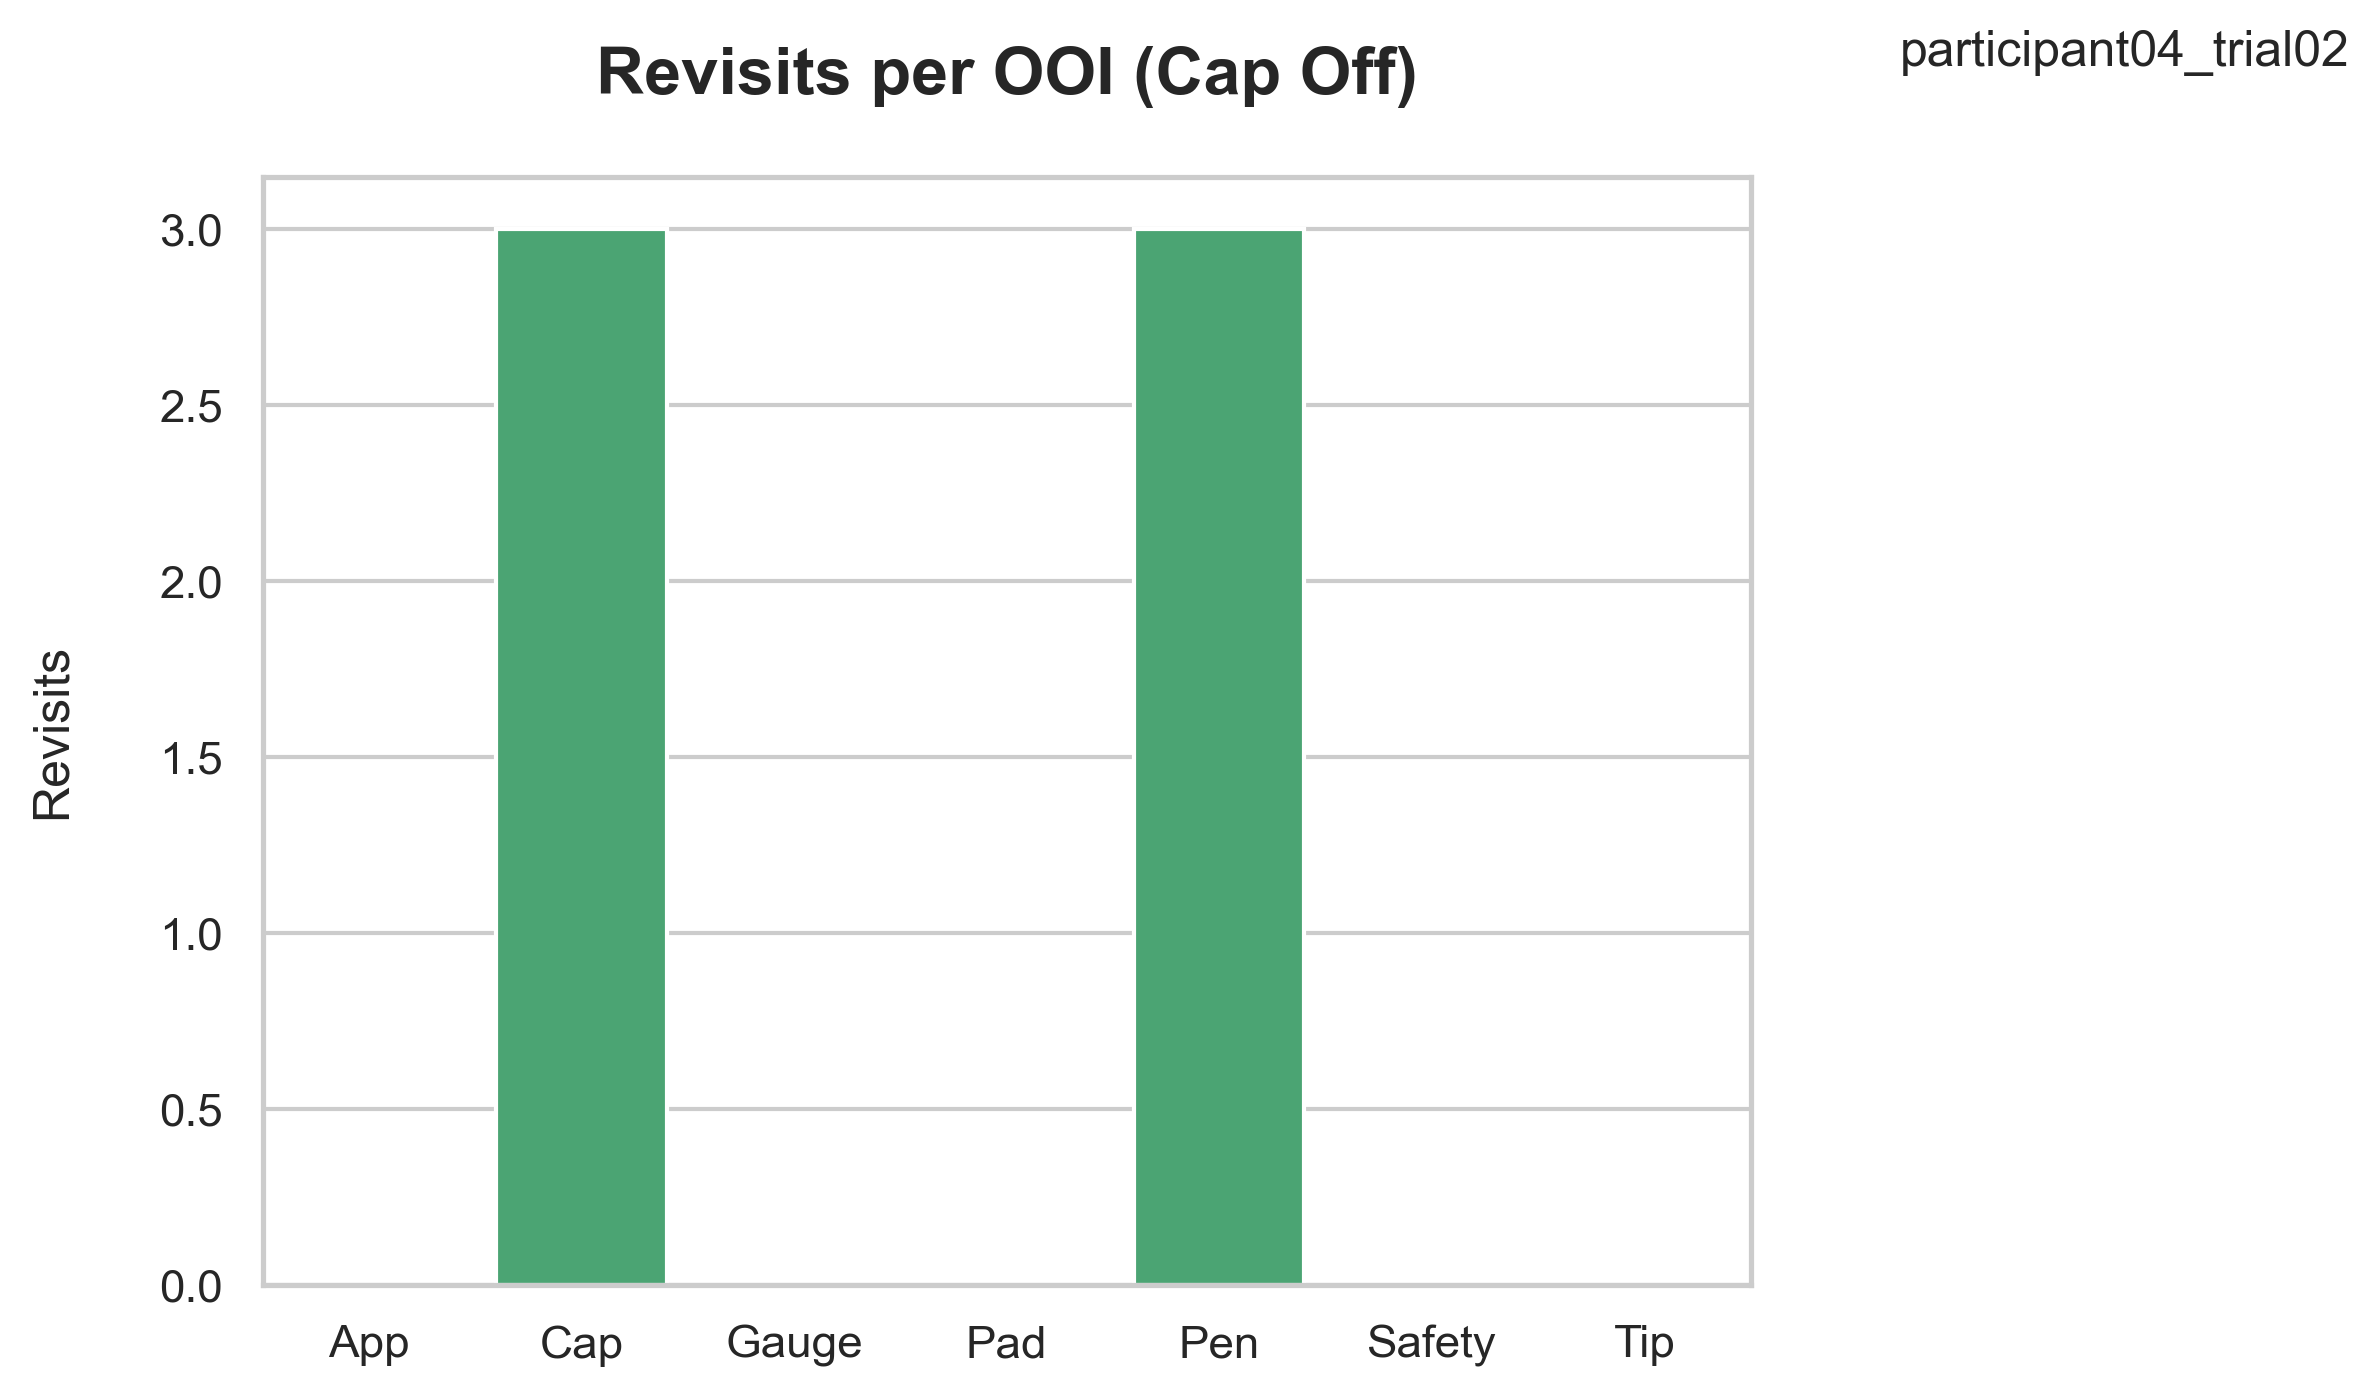 participant04_trial02
Revisits per OOI (Cap Off)
Revisits
3.0
2.5
2.0
1.5
1.0
0.5
0.0
App Cap Gauge Pad Pen Safety Tip